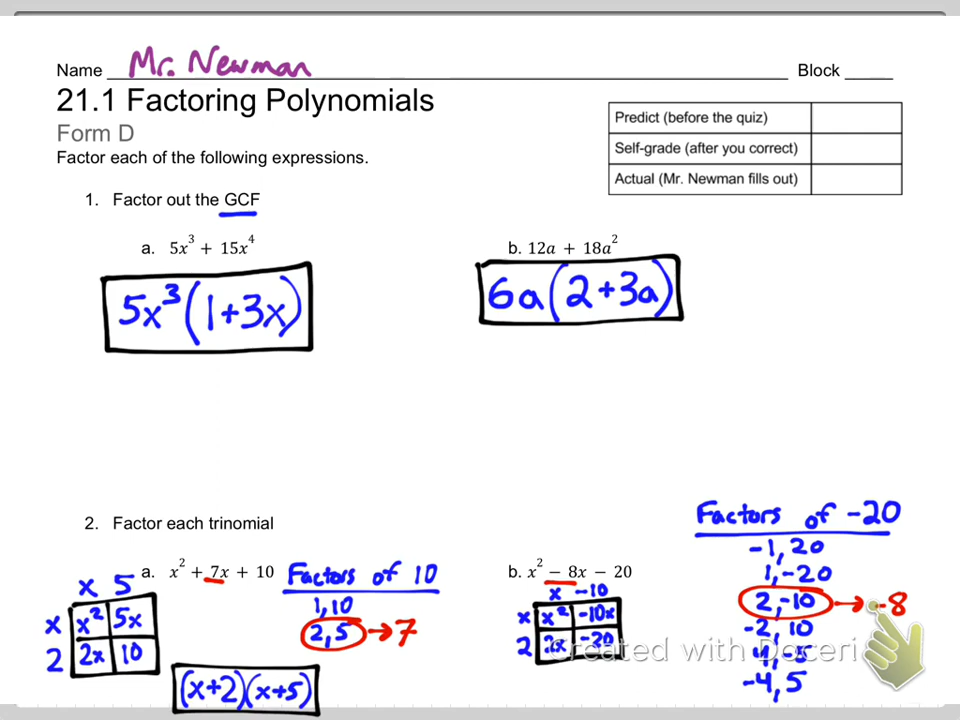 Name Mr. Newman Block
21.1 Factoring Polynomials
Form D
Factor each of the following expressions.
Predict (before the quiz)
Self-grade (after you correct)
Actual (Mr. Newman fills out)
1. Factor out the GCF
a. 5x³ + 15x⁴
5x³(1+3x)
b. 12a + 18a²
6a(2+3a)
2. Factor each trinomial
a. x² + 7x + 10
x 5
x x² 5x
2 2x 10
Factors of 10
1, 10
2, 5 → 7
(x+2)(x+5)
b. x² − 8x − 20
x -10
x x² -10x
2 2x -20
Factors of -20
-1, 20
1, -20
2, -10 → -8
-2, 10
-4, 5
Created with Doceri